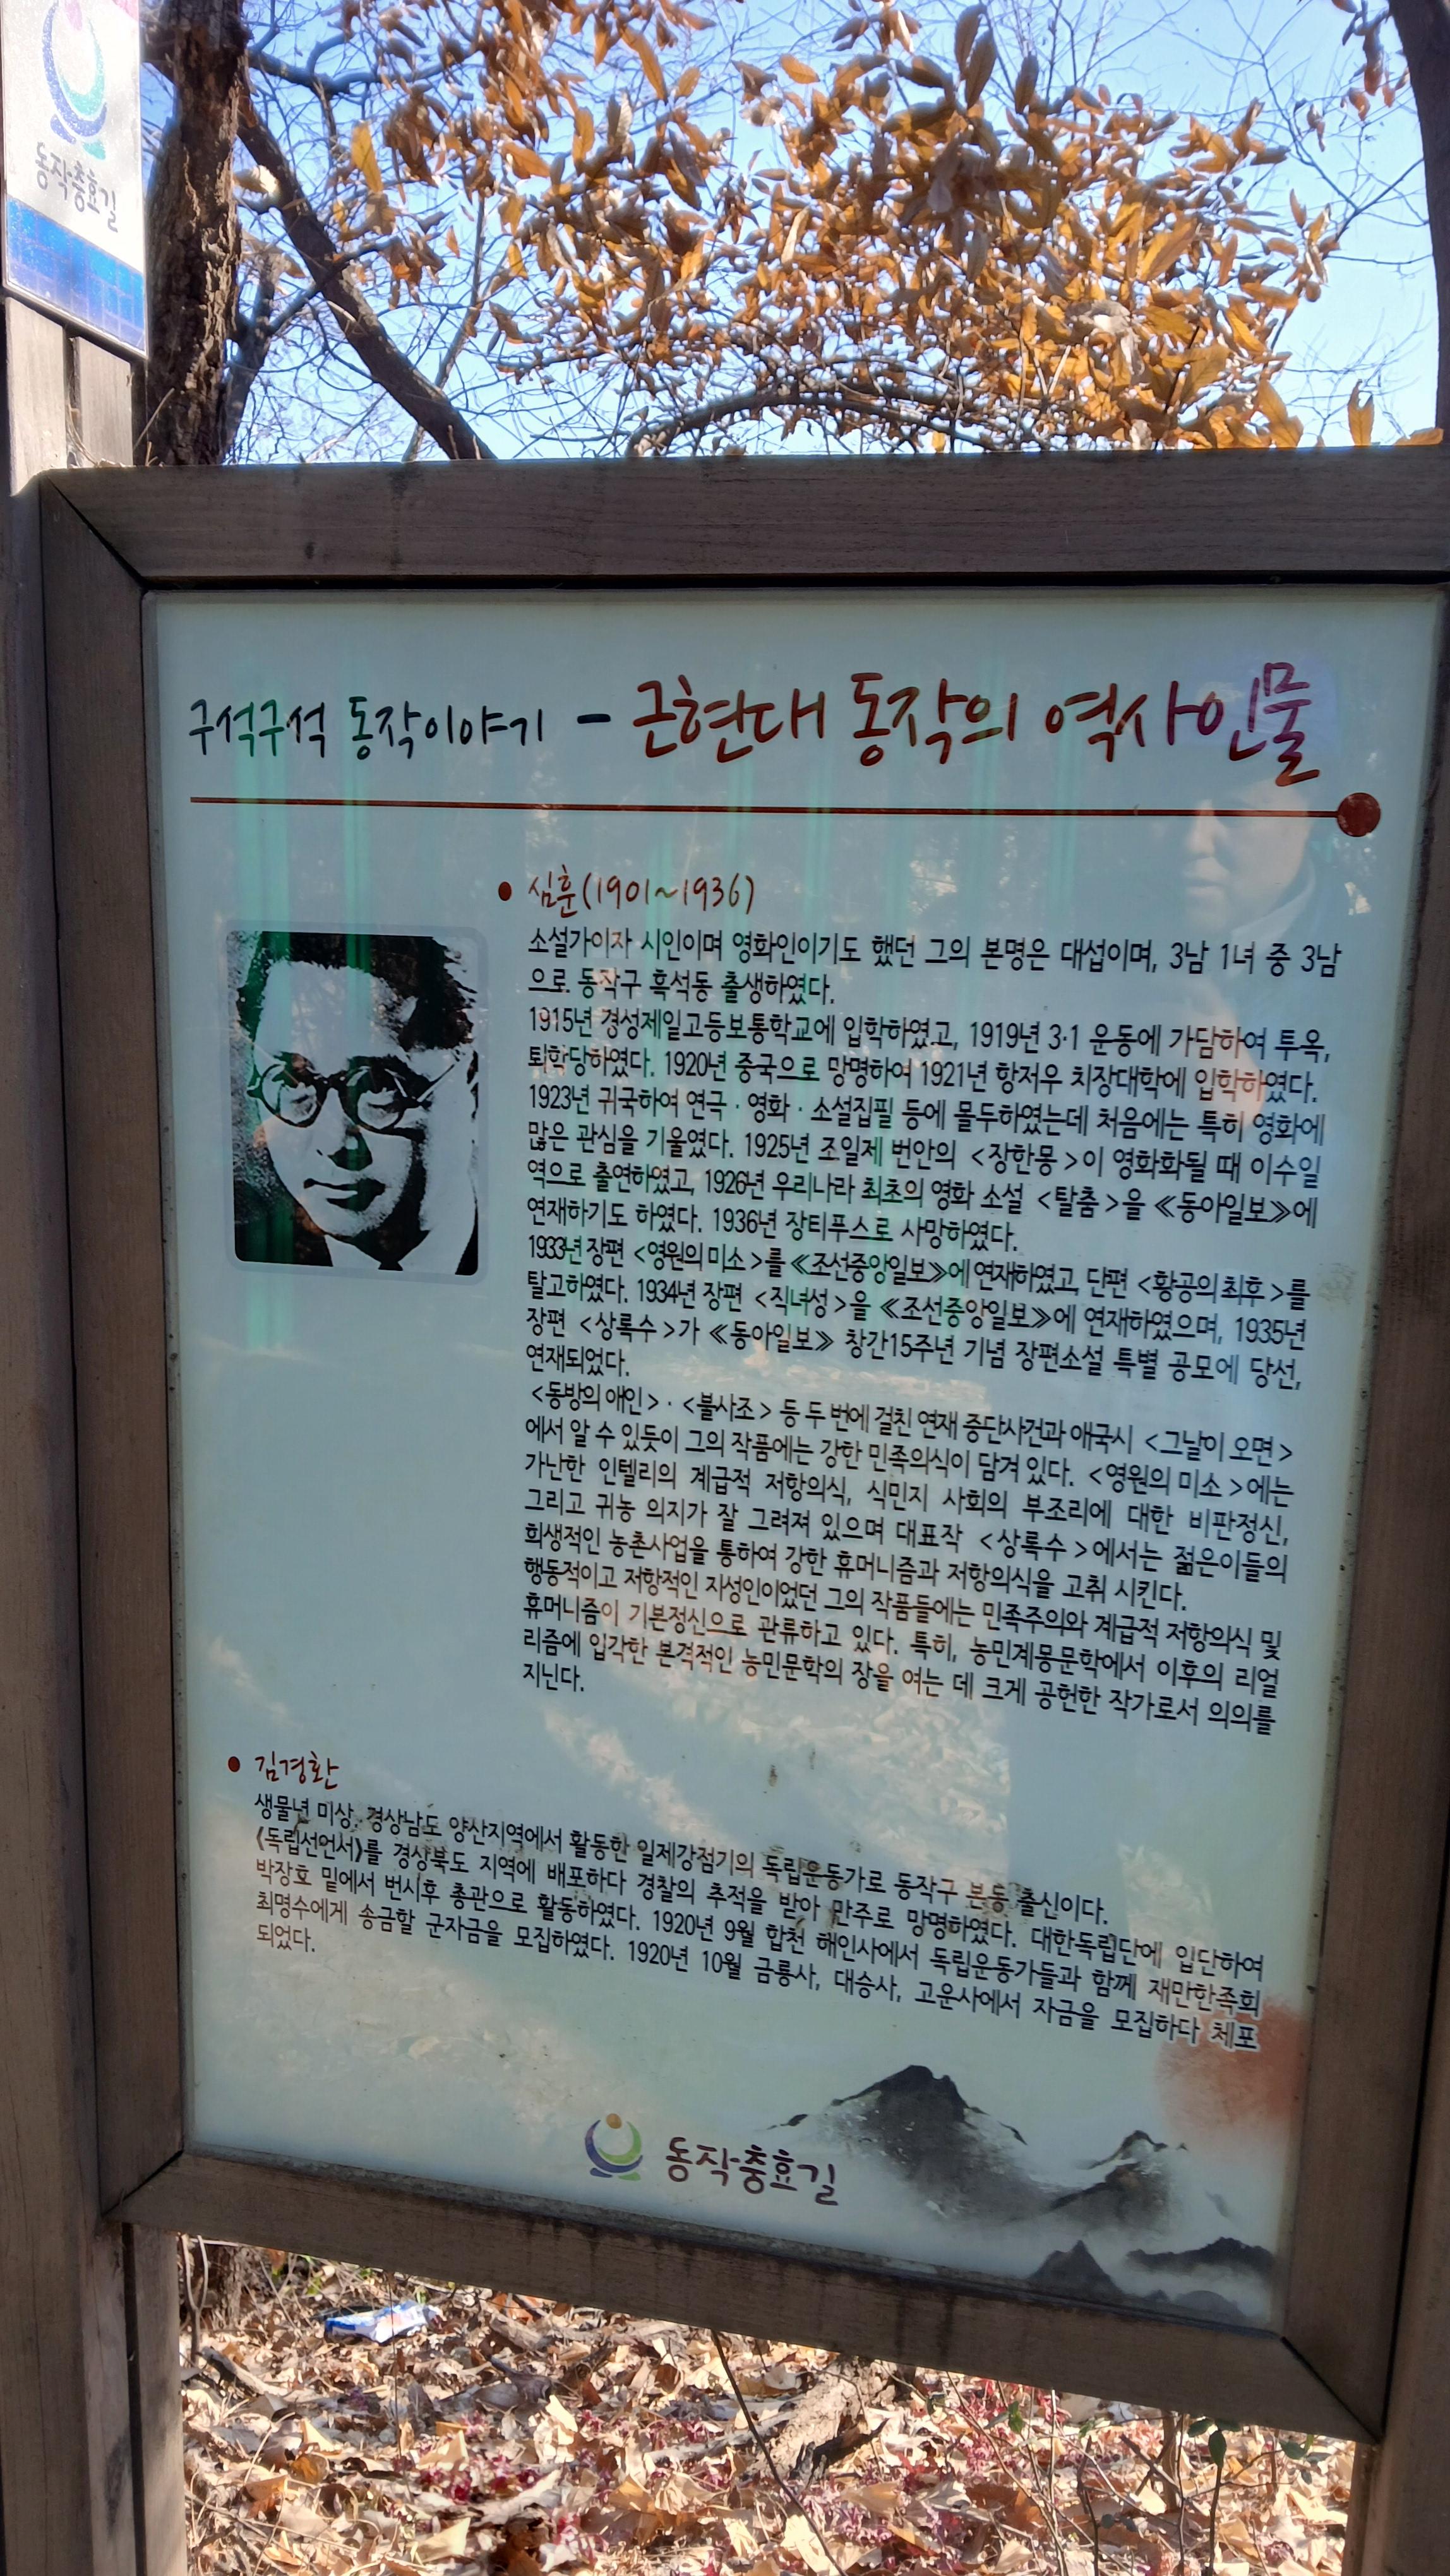 동작충효길
구석구석 동작이야기 - 근현대 동작의 역사인물
• 심훈(1901~1936)
소설가이자 시인이며 영화인이기도 했던 그의 본명은 대섭이며, 3남 1녀 중 3남
으로 동작구 흑석동 출생하였다.
1915년 경성제일고등보통학교에 입학하였고, 1919년 3·1 운동에 가담하여 투옥,
퇴학당하였다. 1920년 중국으로 망명하여 1921년 항저우 치장대학에 입학하였다.
1923년 귀국하여 연극 · 영화 · 소설집필 등에 몰두하였는데 처음에는 특히 영화에
많은 관심을 기울였다. 1925년 조일제 번안의 <장한몽>이 영화화될 때 이수일
역으로 출연하였고, 1926년 우리나라 최초의 영화 소설 <탈춤>을 ≪동아일보≫에
연재하기도 하였다. 1936년 장티푸스로 사망하였다.
1933년 장편 <영원의 미소>를 ≪조선중앙일보≫에 연재하였고, 단편 <황공의 최후>를
탈고하였다. 1934년 장편 <직녀성>을 ≪조선중앙일보≫에 연재하였으며, 1935년
장편 <상록수>가 ≪동아일보≫ 창간15주년 기념 장편소설 특별 공모에 당선,
연재되었다.
<동방의 애인> · <불사조> 등 두 번에 걸친 연재 중단사건과 애국시 <그날이 오면>
에서 알 수 있듯이 그의 작품에는 강한 민족의식이 담겨 있다. <영원의 미소>에는
가난한 인텔리의 계급적 저항의식, 식민지 사회의 부조리에 대한 비판정신,
그리고 귀농 의지가 잘 그려져 있으며 대표작 <상록수>에서는 젊은이들의
희생적인 농촌사업을 통하여 강한 휴머니즘과 저항의식을 고취 시킨다.
행동적이고 저항적인 지성인이었던 그의 작품들에는 민족주의와 계급적 저항의식 및
휴머니즘이 기본정신으로 관류하고 있다. 특히, 농민계몽문학에서 이후의 리얼
리즘에 입각한 본격적인 농민문학의 장을 여는 데 크게 공헌한 작가로서 의의를
지닌다.
• 김경환
생몰년 미상. 경상남도 양산지역에서 활동한 일제강점기의 독립운동가로 동작구 본동 출신이다.
《독립선언서》를 경상북도 지역에 배포하다 경찰의 추적을 받아 만주로 망명하였다. 대한독립단에 입단하여
박장호 밑에서 번시후 총관으로 활동하였다. 1920년 9월 합천 해인사에서 독립운동가들과 함께 재만한족회
최명수에게 송금할 군자금을 모집하였다. 1920년 10월 금룡사, 대승사, 고운사에서 자금을 모집하다 체포
되었다.
동작충효길